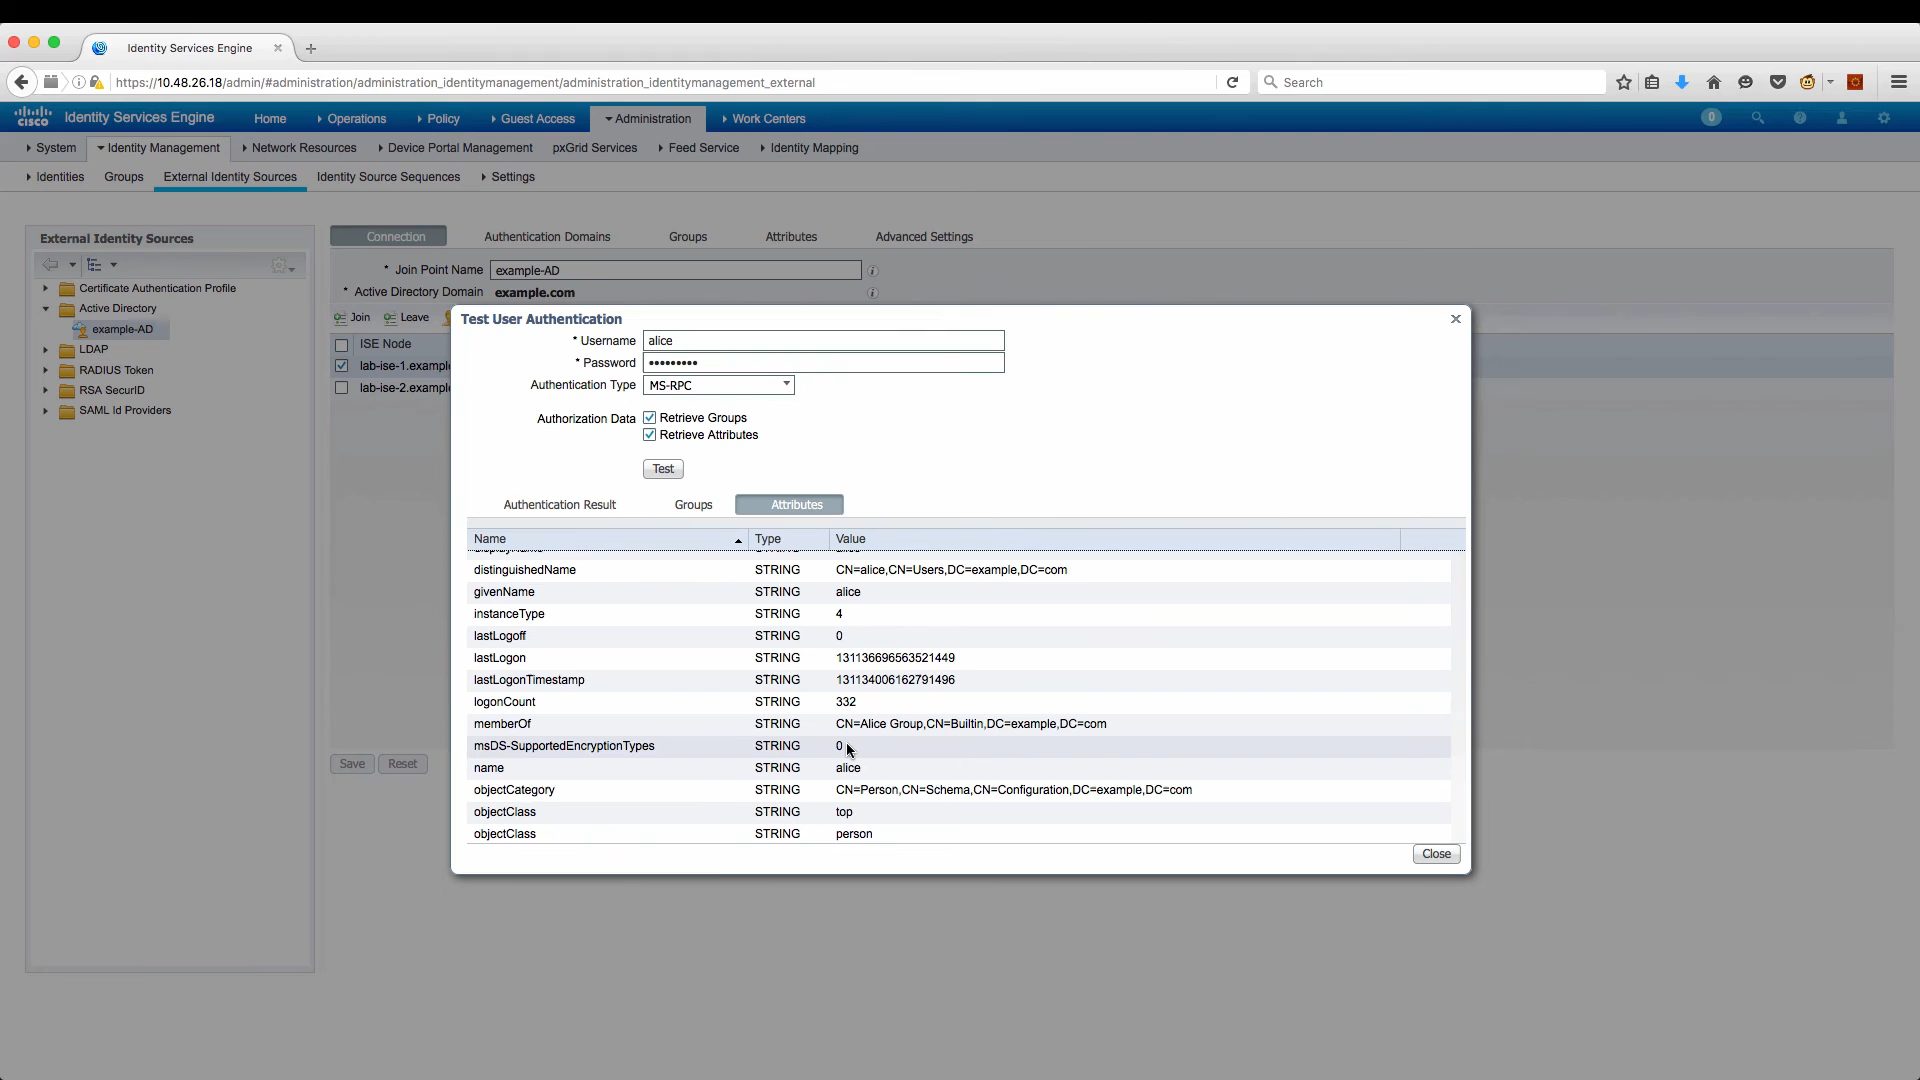 Identity Services Engine
https://10.48.26.18/admin/#administration/administration_identitymanagement/administration_identitymanagement_external
Search
cisco Identity Services Engine Home Operations Policy Guest Access Administration Work Centers 0
System Identity Management Network Resources Device Portal Management pxGrid Services Feed Service Identity Mapping
Identities Groups External Identity Sources Identity Source Sequences Settings
External Identity Sources
Certificate Authentication Profile
Active Directory
example-AD
LDAP
RADIUS Token
RSA SecurID
SAML Id Providers
Connection Authentication Domains Groups Attributes Advanced Settings
* Join Point Name example-AD
* Active Directory Domain example.com
Join Leave
ISE Node
lab-ise-1.example
lab-ise-2.example
Save Reset
Test User Authentication
* Username alice
* Password •••••••••
Authentication Type MS-RPC
Authorization Data Retrieve Groups
Retrieve Attributes
Test
Authentication Result Groups Attributes
Name Type Value
distinguishedName STRING CN=alice,CN=Users,DC=example,DC=com
givenName STRING alice
instanceType STRING 4
lastLogoff STRING 0
lastLogon STRING 131136696563521449
lastLogonTimestamp STRING 131134006162791496
logonCount STRING 332
memberOf STRING CN=Alice Group,CN=Builtin,DC=example,DC=com
msDS-SupportedEncryptionTypes STRING 0
name STRING alice
objectCategory STRING CN=Person,CN=Schema,CN=Configuration,DC=example,DC=com
objectClass STRING top
objectClass STRING person
Close